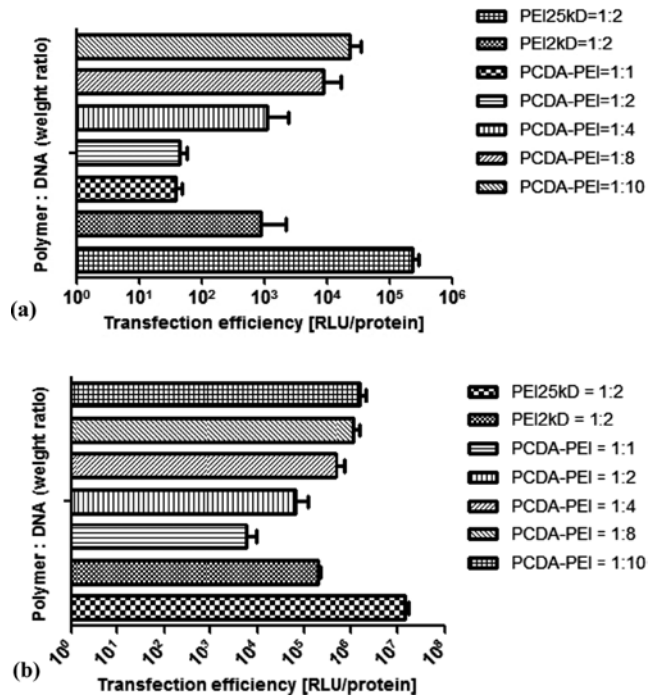 PEI25kD=1:2
PEI2kD=1:2
PCDA-PEI=1:1
PCDA-PEI=1:2
PCDA-PEI=1:4
PCDA-PEI=1:8
PCDA-PEI=1:10
Polymer : DNA (weight ratio)
10⁰ 10¹ 10² 10³ 10⁴ 10⁵ 10⁶
(a)
Transfection efficiency [RLU/protein]
PEI25kD = 1:2
PEI2kD = 1:2
PCDA-PEI = 1:1
PCDA-PEI = 1:2
PCDA-PEI = 1:4
PCDA-PEI = 1:8
PCDA-PEI = 1:10
Polymer : DNA (weight ratio)
10⁰ 10¹ 10² 10³ 10⁴ 10⁵ 10⁶ 10⁷ 10⁸
(b)
Transfection efficiency [RLU/protein]